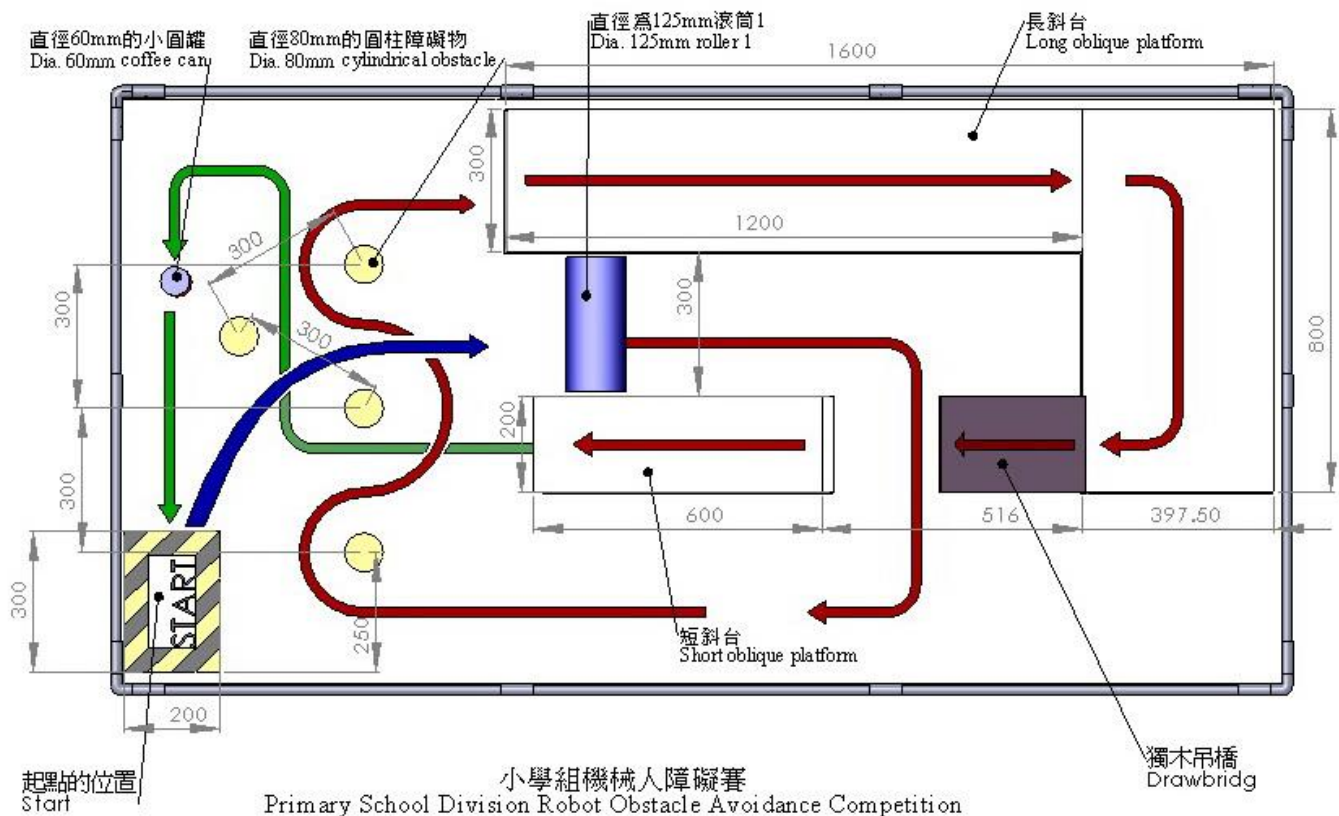 直徑60mm的小圓罐
Dia. 60mm coffee can
直徑80mm的圓柱障礙物
Dia. 80mm cylindrical obstacle
直徑爲125mm滾筒1
Dia. 125mm roller 1
長斜台
Long oblique platform
1600
300
1200
300
300
300
300
800
200
300
600
516
397.50
START
300
250
200
短斜台
Short oblique platform
起點的位置
Start
獨木吊橋
Drawbridg
小學組機械人障礙賽
Primary School Division Robot Obstacle Avoidance Competition